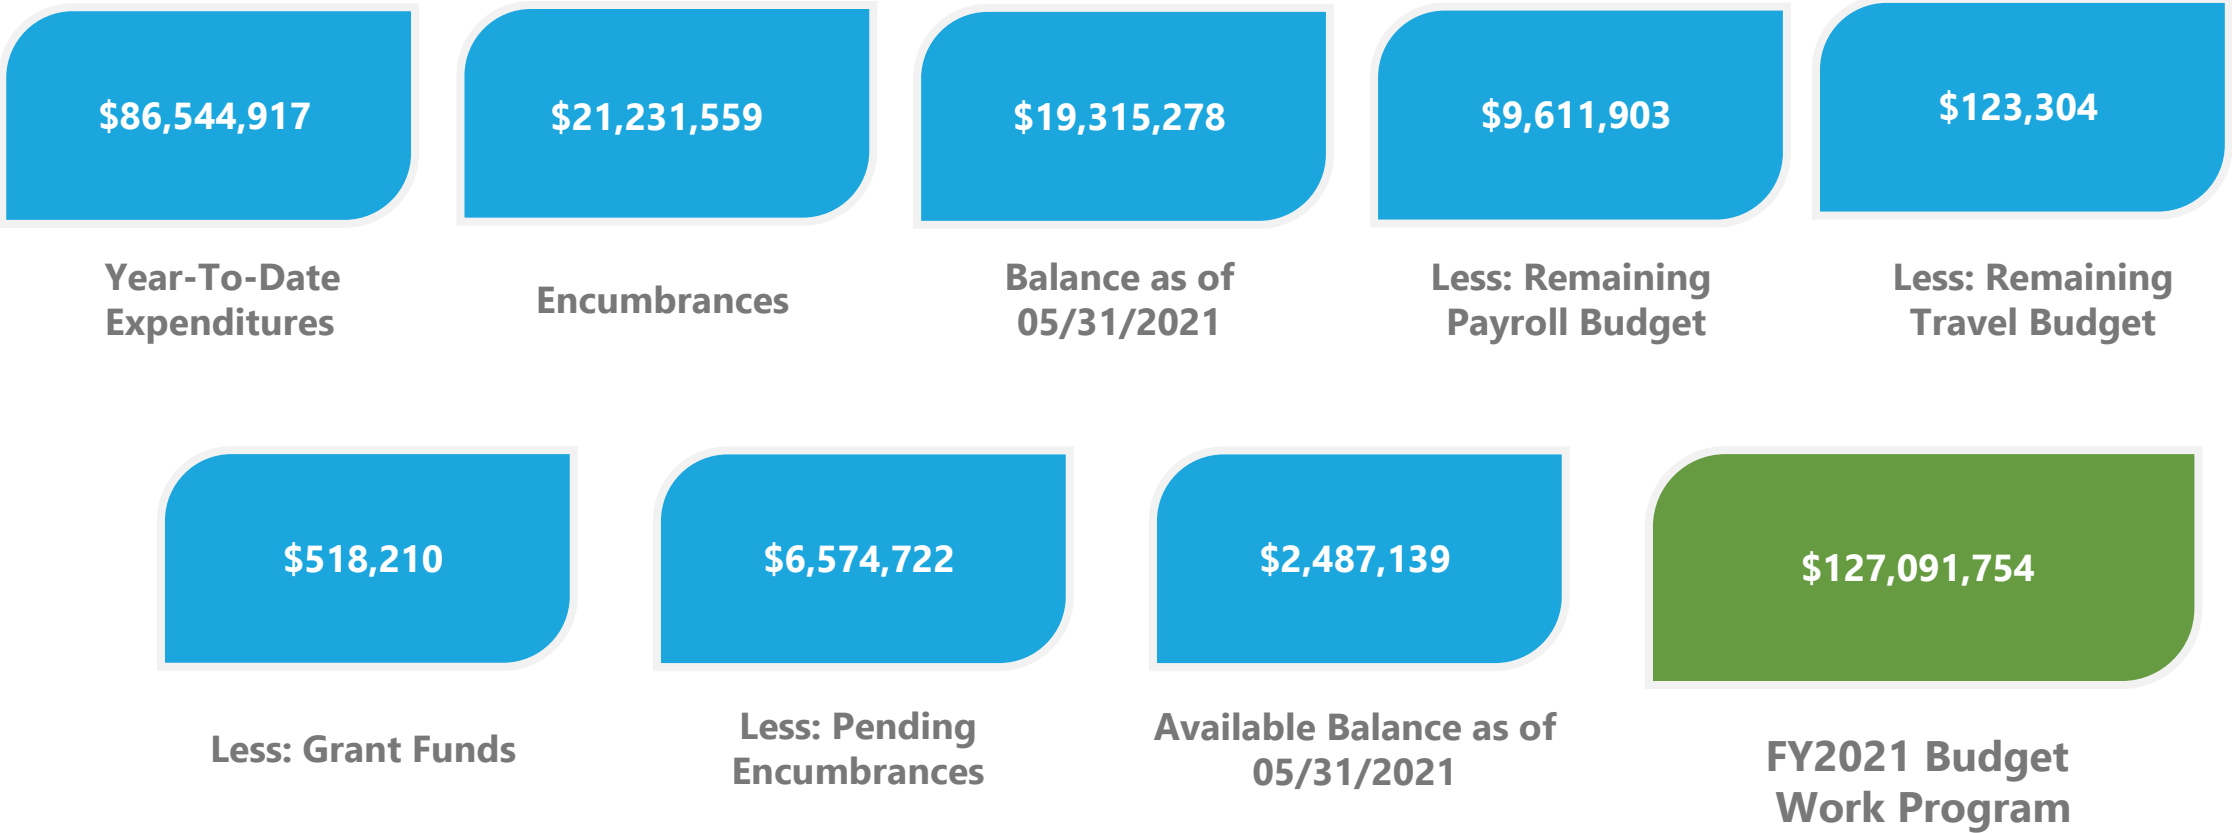 $86,544,917
$21,231,559
$19,315,278
$9,611,903
$123,304
Year-To-Date
Expenditures
Encumbrances
Balance as of
05/31/2021
Less: Remaining
Payroll Budget
Less: Remaining
Travel Budget
$518,210
$6,574,722
$2,487,139
$127,091,754
Less: Grant Funds
Less: Pending
Encumbrances
Available Balance as of
05/31/2021
FY2021 Budget
Work Program